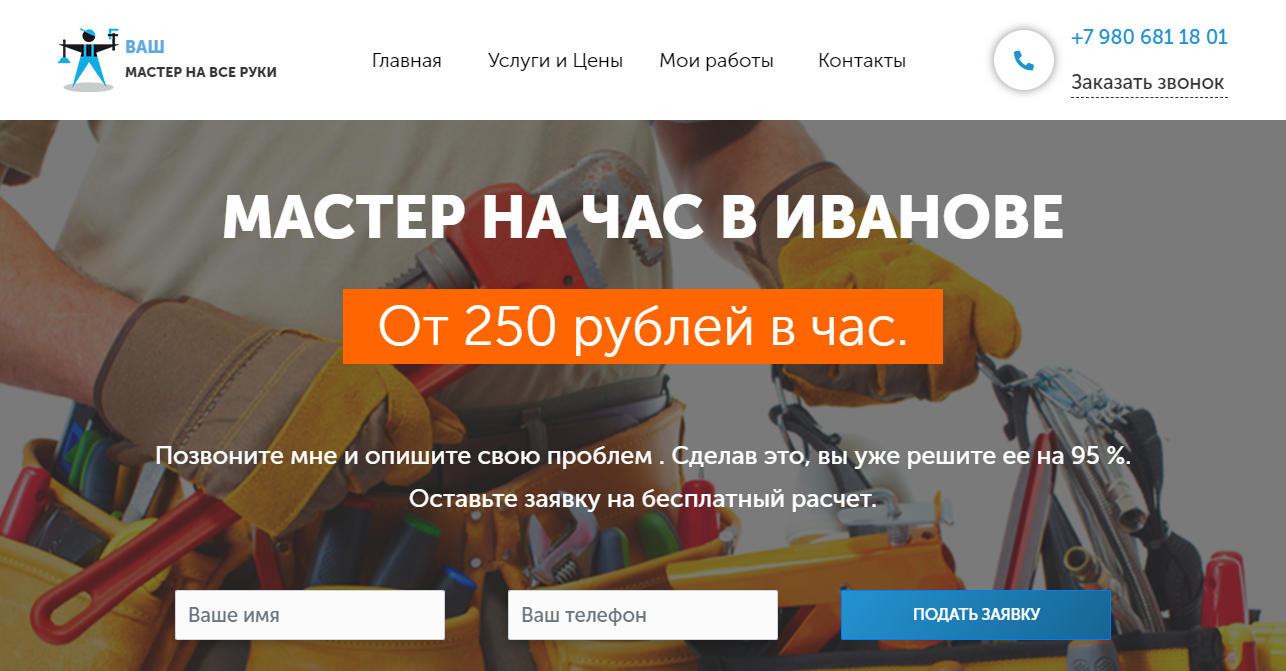 ВАШ
МАСТЕР НА ВСЕ РУКИ
Главная
Услуги и Цены
Мои работы
Контакты
+7 980 681 18 01
Заказать звонок
МАСТЕР НА ЧАС В ИВАНОВЕ
От 250 рублей в час.
Позвоните мне и опишите свою проблем . Сделав это, вы уже решите ее на 95 %.
Оставьте заявку на бесплатный расчет.
Ваше имя
Ваш телефон
ПОДАТЬ ЗАЯВКУ